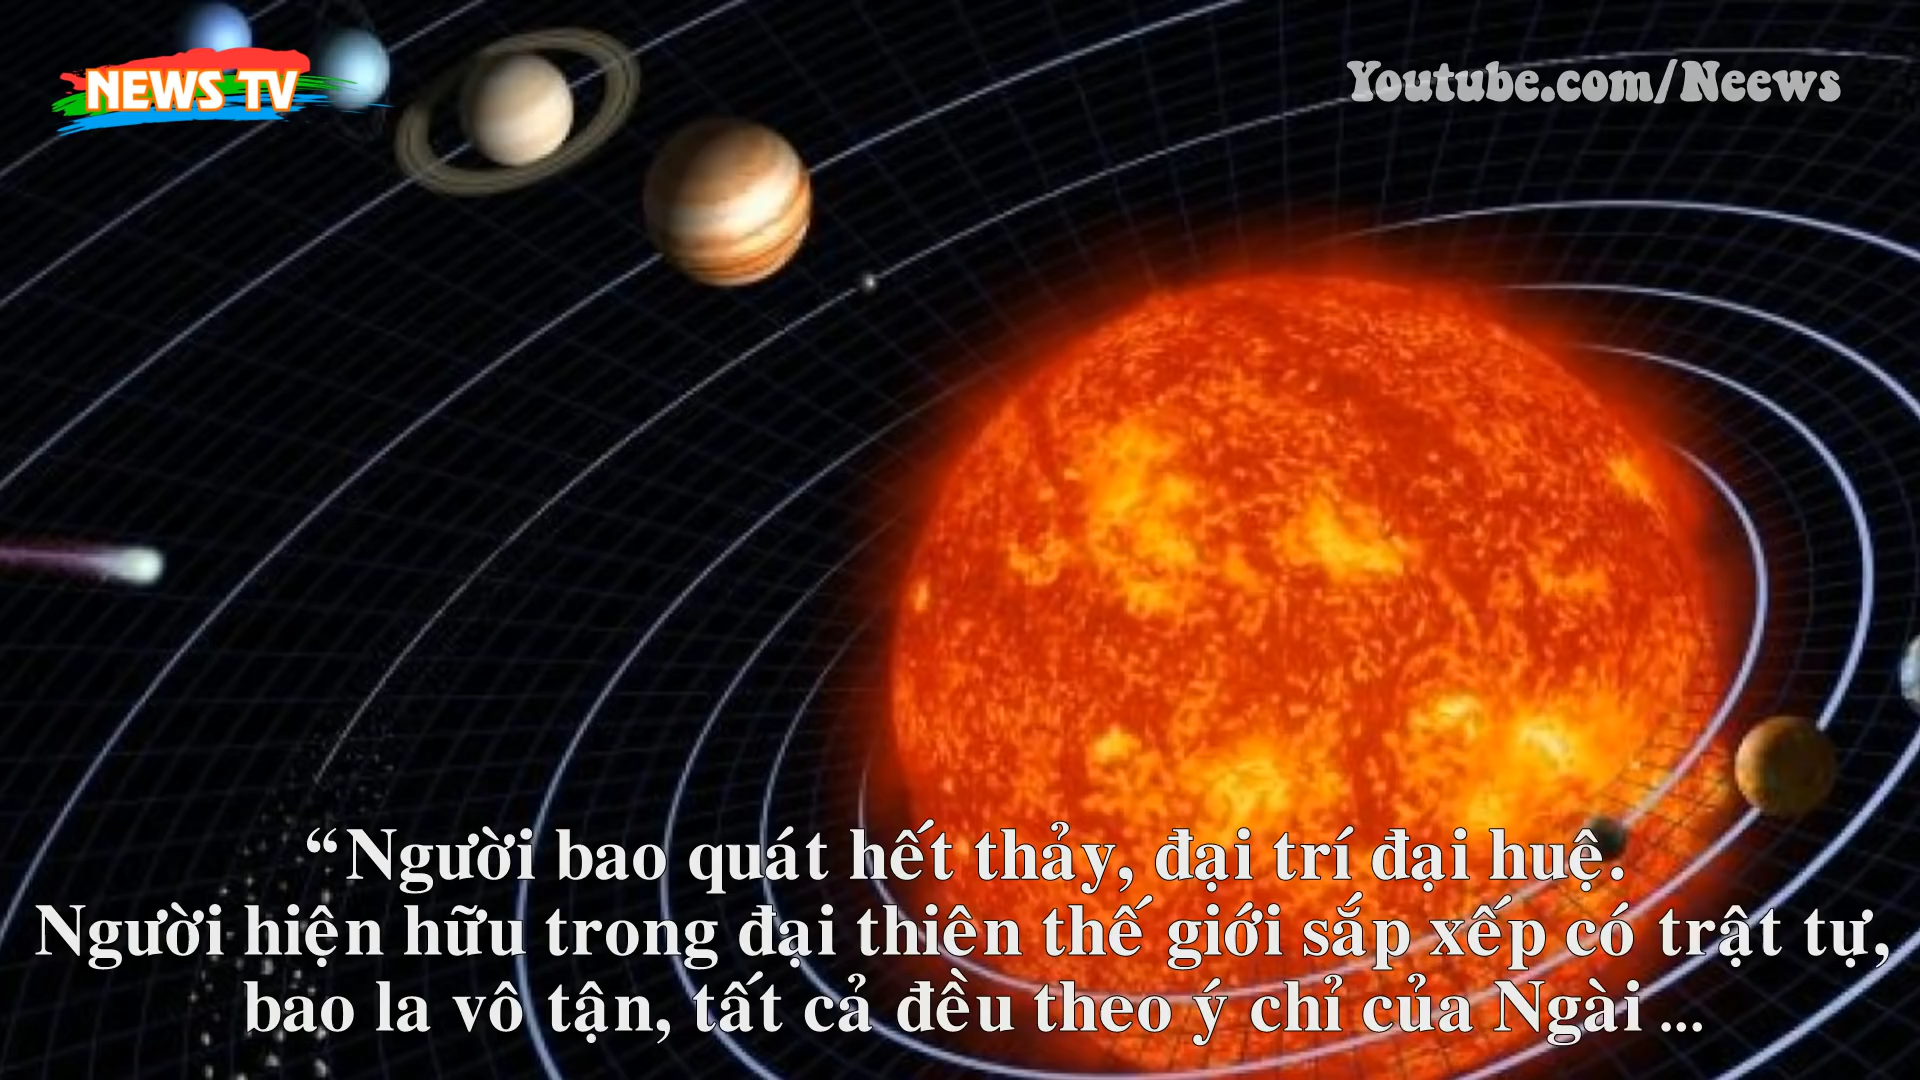 NEWS TV
Youtube.com/Neews
“Người bao quát hết thảy, đại trí đại huệ.
Người hiện hữu trong đại thiên thế giới sắp xếp có trật tự,
bao la vô tận, tất cả đều theo ý chỉ của Ngài ...